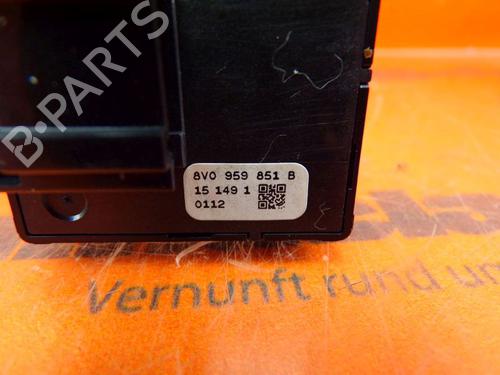 B-PARTS
8V0 959 851 B
15 149 1
0112
Vernunft rund um